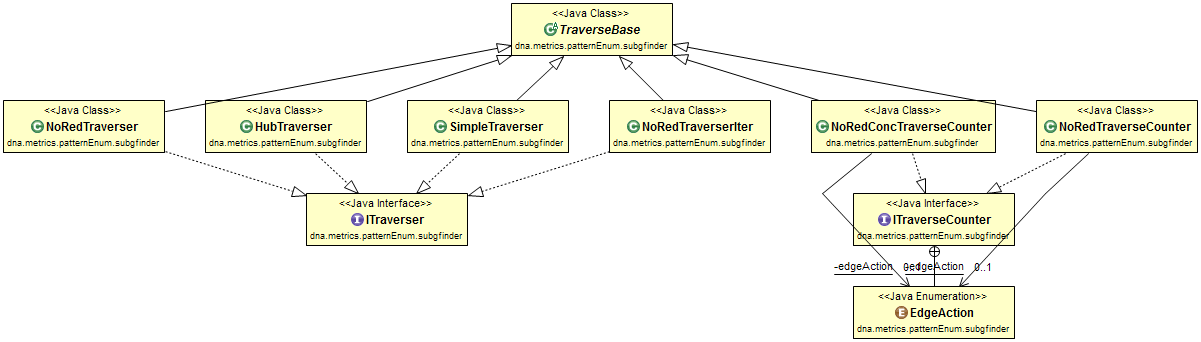 <<Java Class>>
TraverseBase
dna.metrics.patternEnum.subgfinder
<<Java Class>>
NoRedTraverser
dna.metrics.patternEnum.subgfinder
<<Java Class>>
HubTraverser
dna.metrics.patternEnum.subgfinder
<<Java Class>>
SimpleTraverser
dna.metrics.patternEnum.subgfinder
<<Java Class>>
NoRedTraverserIter
dna.metrics.patternEnum.subgfinder
<<Java Class>>
NoRedConcTraverseCounter
dna.metrics.patternEnum.subgfinder
<<Java Class>>
NoRedTraverseCounter
dna.metrics.patternEnum.subgfinder
<<Java Interface>>
ITraverser
dna.metrics.patternEnum.subgfinder
<<Java Interface>>
ITraverseCounter
dna.metrics.patternEnum.subgfinder
-edgeAction
-edgeAction
0..1
<<Java Enumeration>>
EdgeAction
dna.metrics.patternEnum.subgfinder